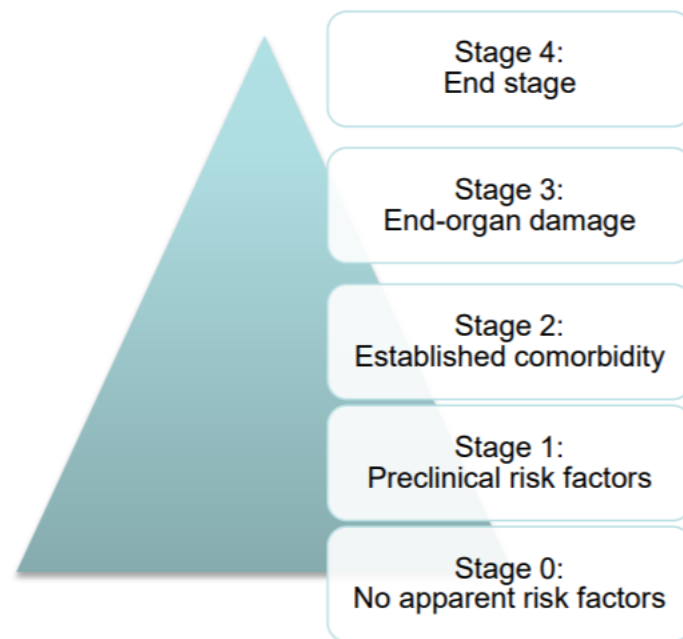 Stage 4:
End stage
Stage 3:
End-organ damage
Stage 2:
Established comorbidity
Stage 1:
Preclinical risk factors
Stage 0:
No apparent risk factors